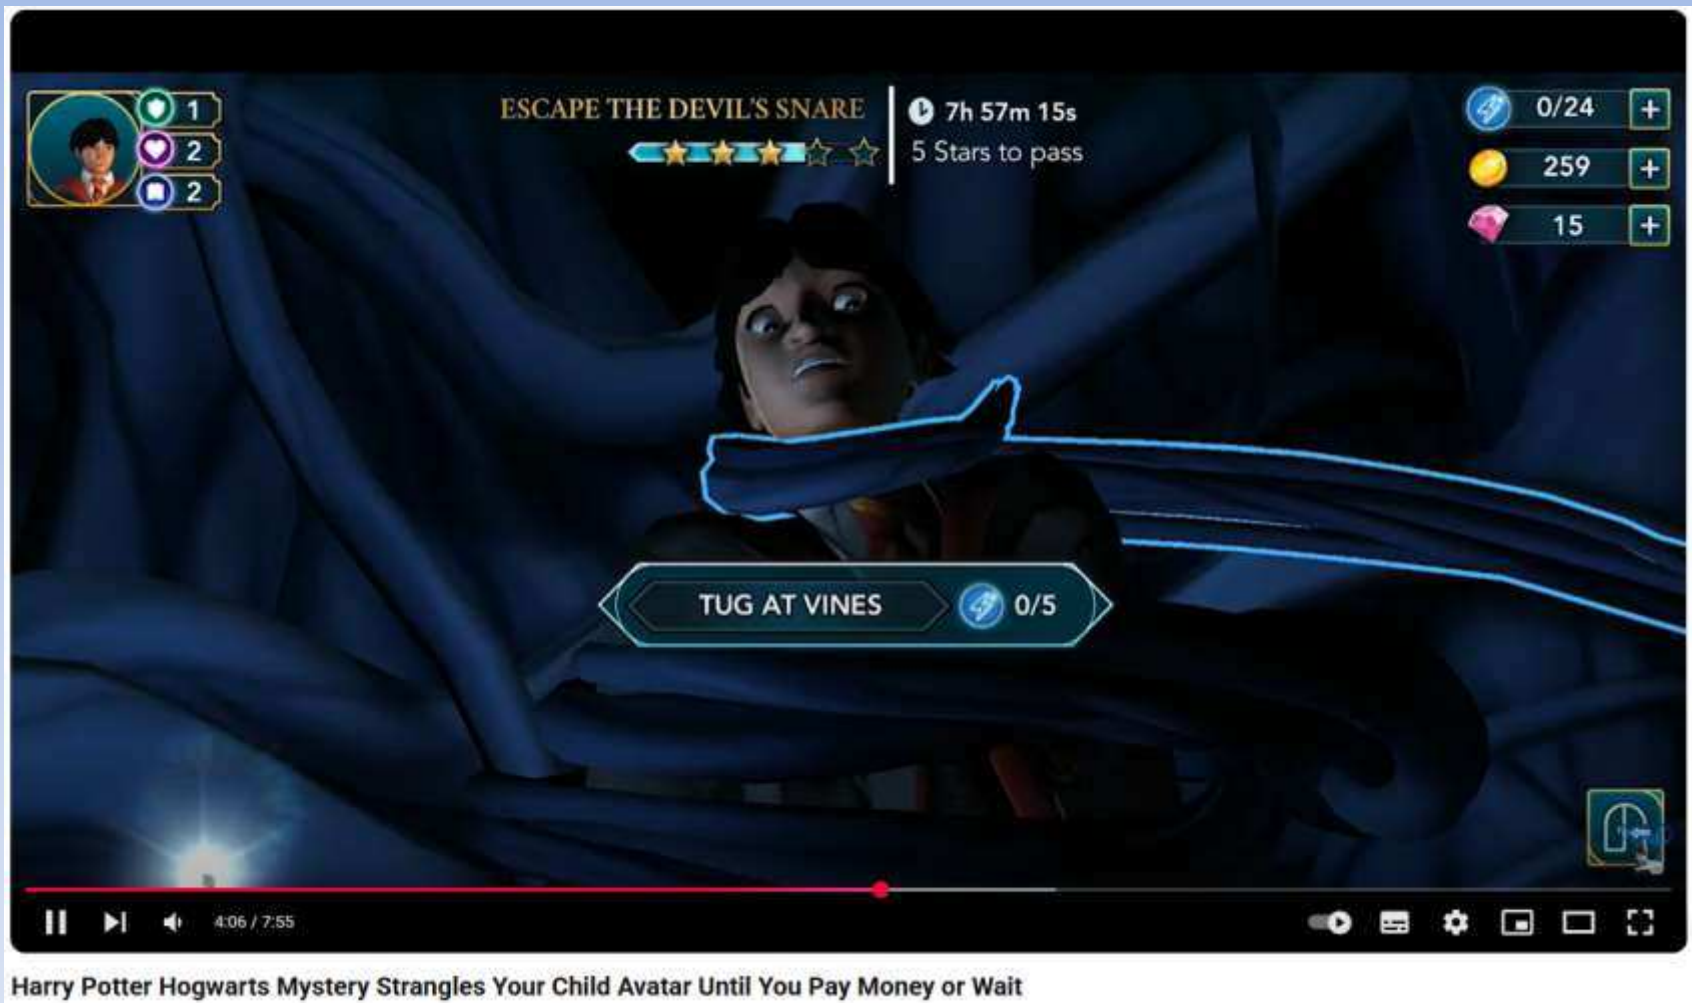 1
2
2
ESCAPE THE DEVIL'S SNARE
7h 57m 15s
5 Stars to pass
0/24 +
259 +
15 +
TUG AT VINES 0/5
4:06 / 7:55
Harry Potter Hogwarts Mystery Strangles Your Child Avatar Until You Pay Money or Wait